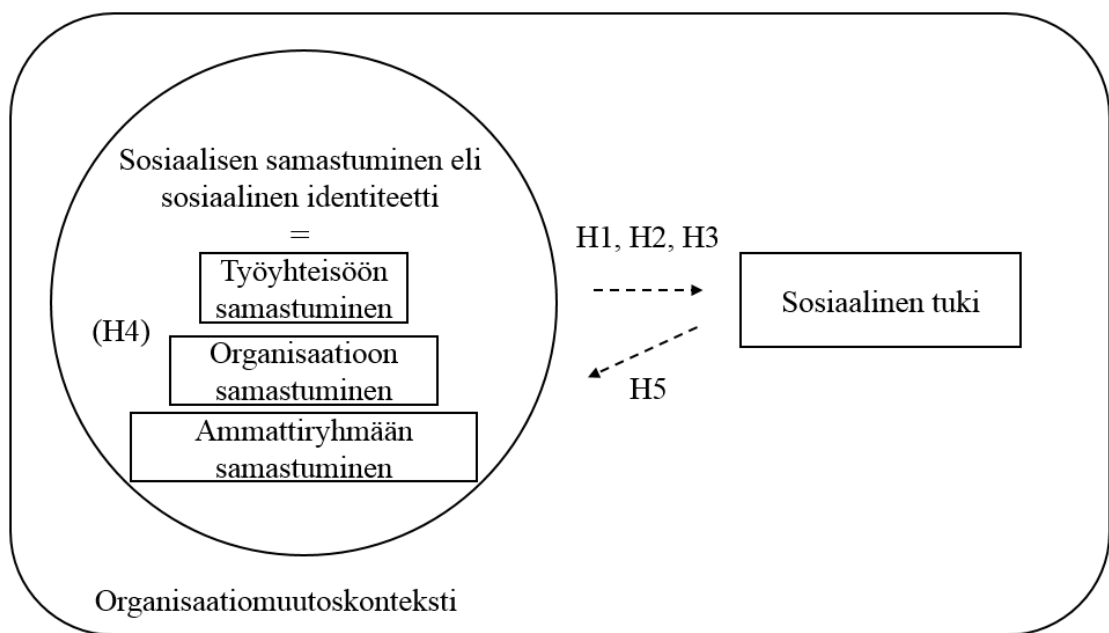 Sosiaalisen samastuminen eli
sosiaalinen identiteetti
=
Työyhteisöön
samastuminen
(H4)
Organisaatioon
samastuminen
Ammattiryhmään
samastuminen
H1, H2, H3
Sosiaalinen tuki
H5
Organisaatiomuutoskonteksti